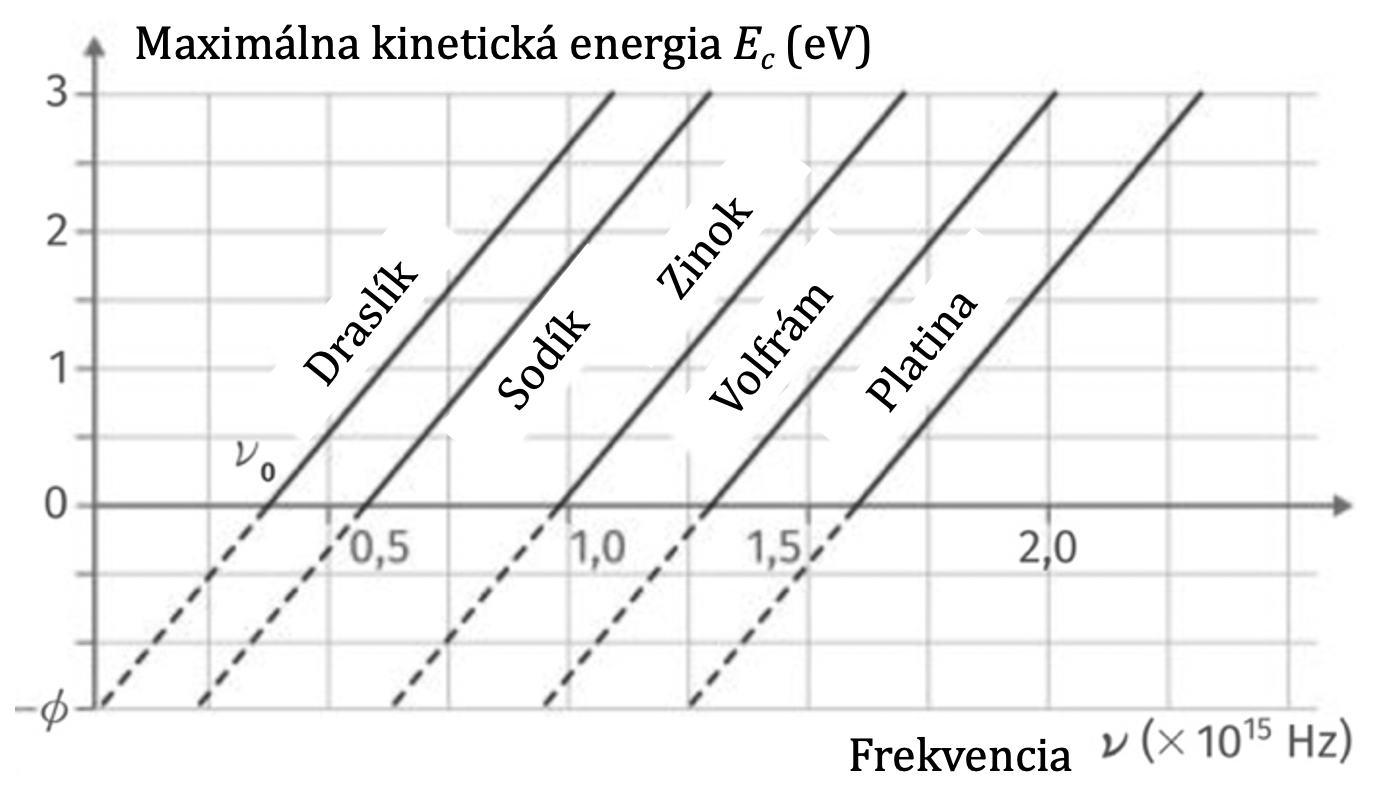 Maximálna kinetická energia E_c (eV)
3
2
1
0
−ϕ
Draslík
Sodík
Zinok
Volfrám
Platina
ν₀
0,5
1,0
1,5
2,0
Frekvencia ν (× 10¹⁵ Hz)